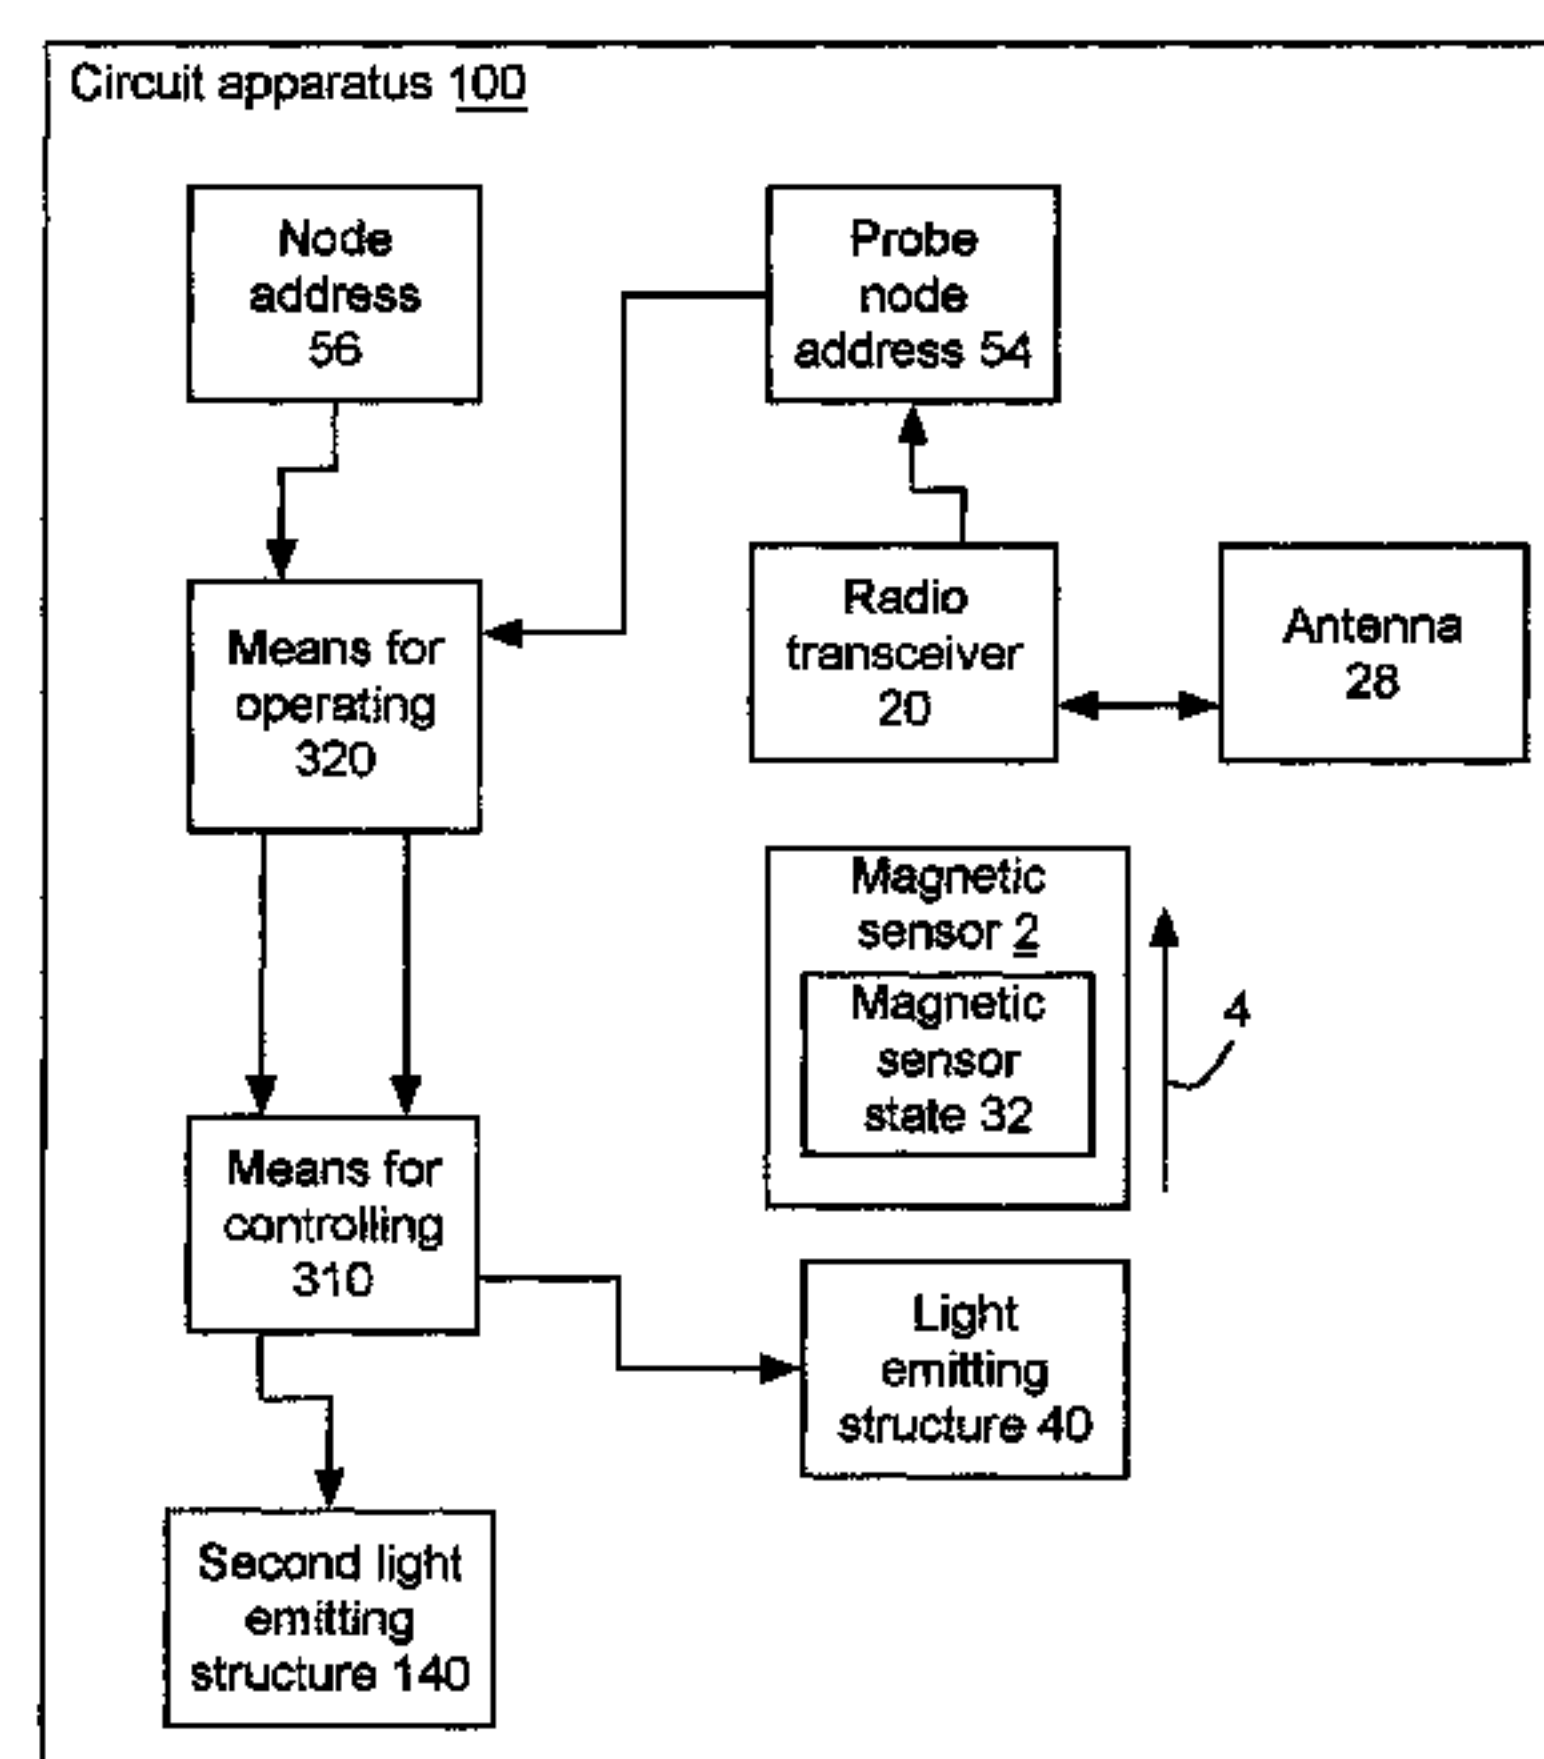 Circuit apparatus 100
Node
address
56
Probe
node
address 54
Means for
operating
320
Radio
transceiver
20
Antenna
28
Magnetic
sensor 2
Magnetic
sensor
state 32
4
Means for
controlling
310
Light
emitting
structure 40
Second light
emitting
structure 140